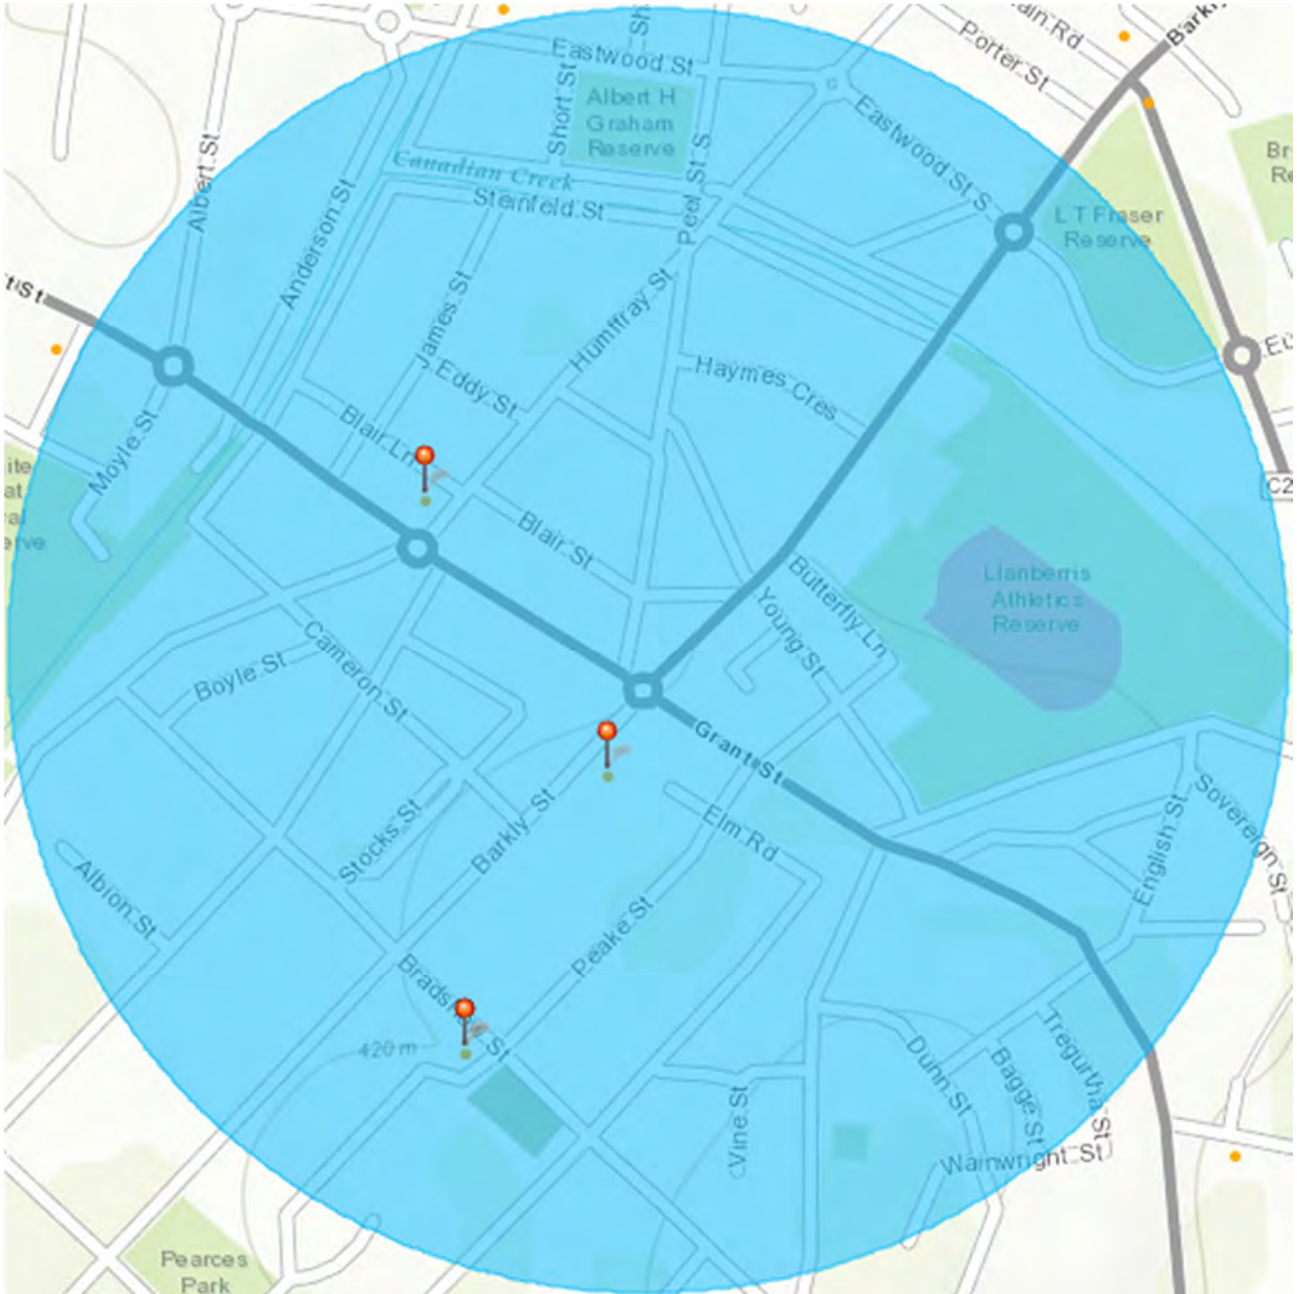 Eastwood St
Porter St
Albert H
Graham
Reserve
Short St
Canadian Creek
Steinfeld St
Peel St S
Eastwood St S
L T Fraser
Reserve
Albert St
Anderson St
James St
Humffray St
Eddy St
Haymes Cres
Blair Ln
Moyle St
Blair St
Butterfly Ln
Young St
Llanberris
Athletics
Reserve
C2
Cameron St
Boyle St
Grant St
Elm Rd
Stocks St
Barkly St
Albion St
Peake St
English St
Sovereign St
420 m
Vine St
Dunn St
Bagge St
Tregurtha St
Wainwright St
Pearces
Park